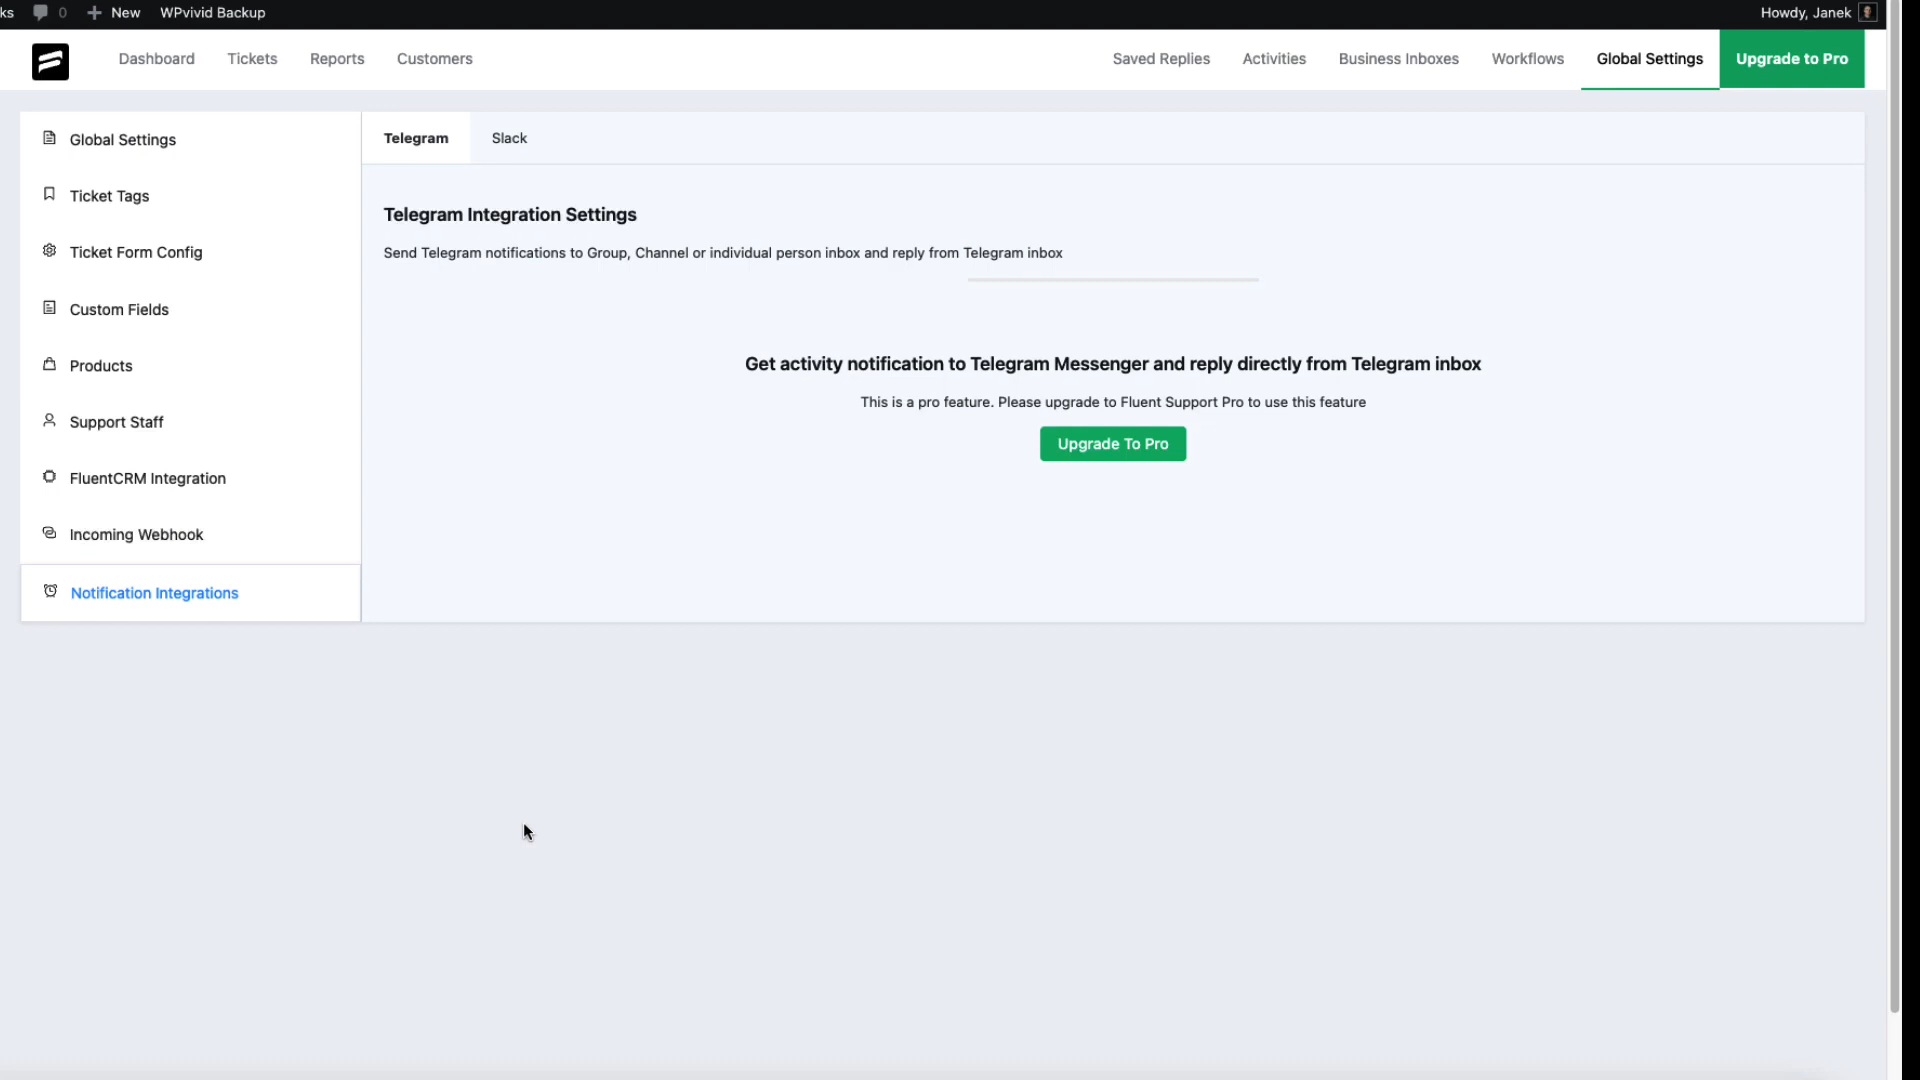 ks 0 New WPvivid Backup Howdy, Janek
Dashboard Tickets Reports Customers Saved Replies Activities Business Inboxes Workflows Global Settings Upgrade to Pro
Global Settings
Ticket Tags
Ticket Form Config
Custom Fields
Products
Support Staff
FluentCRM Integration
Incoming Webhook
Notification Integrations
Telegram Slack
Telegram Integration Settings
Send Telegram notifications to Group, Channel or individual person inbox and reply from Telegram inbox
Get activity notification to Telegram Messenger and reply directly from Telegram inbox
This is a pro feature. Please upgrade to Fluent Support Pro to use this feature
Upgrade To Pro